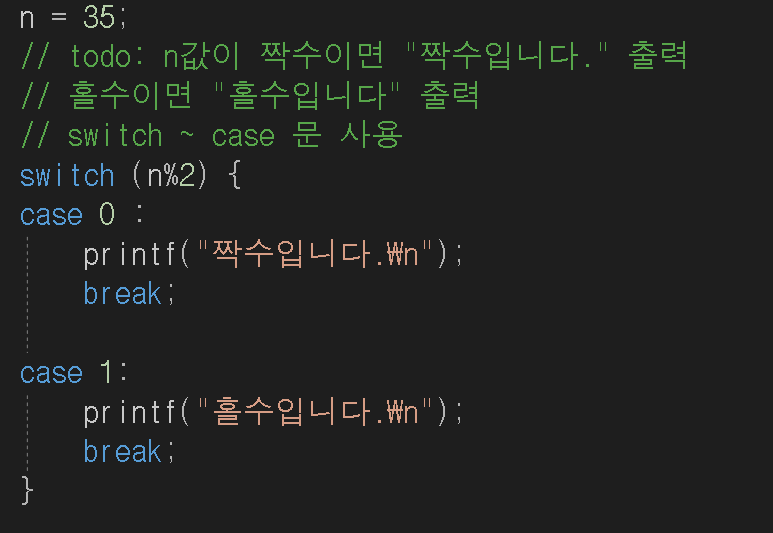 n = 35;
// todo: n값이 짝수이면 "짝수입니다." 출력
// 홀수이면 "홀수입니다" 출력
// switch ~ case 문 사용
switch (n%2) {
case 0 :
    printf("짝수입니다.₩n");
    break;
case 1:
    printf("홀수입니다.₩n");
    break;
}